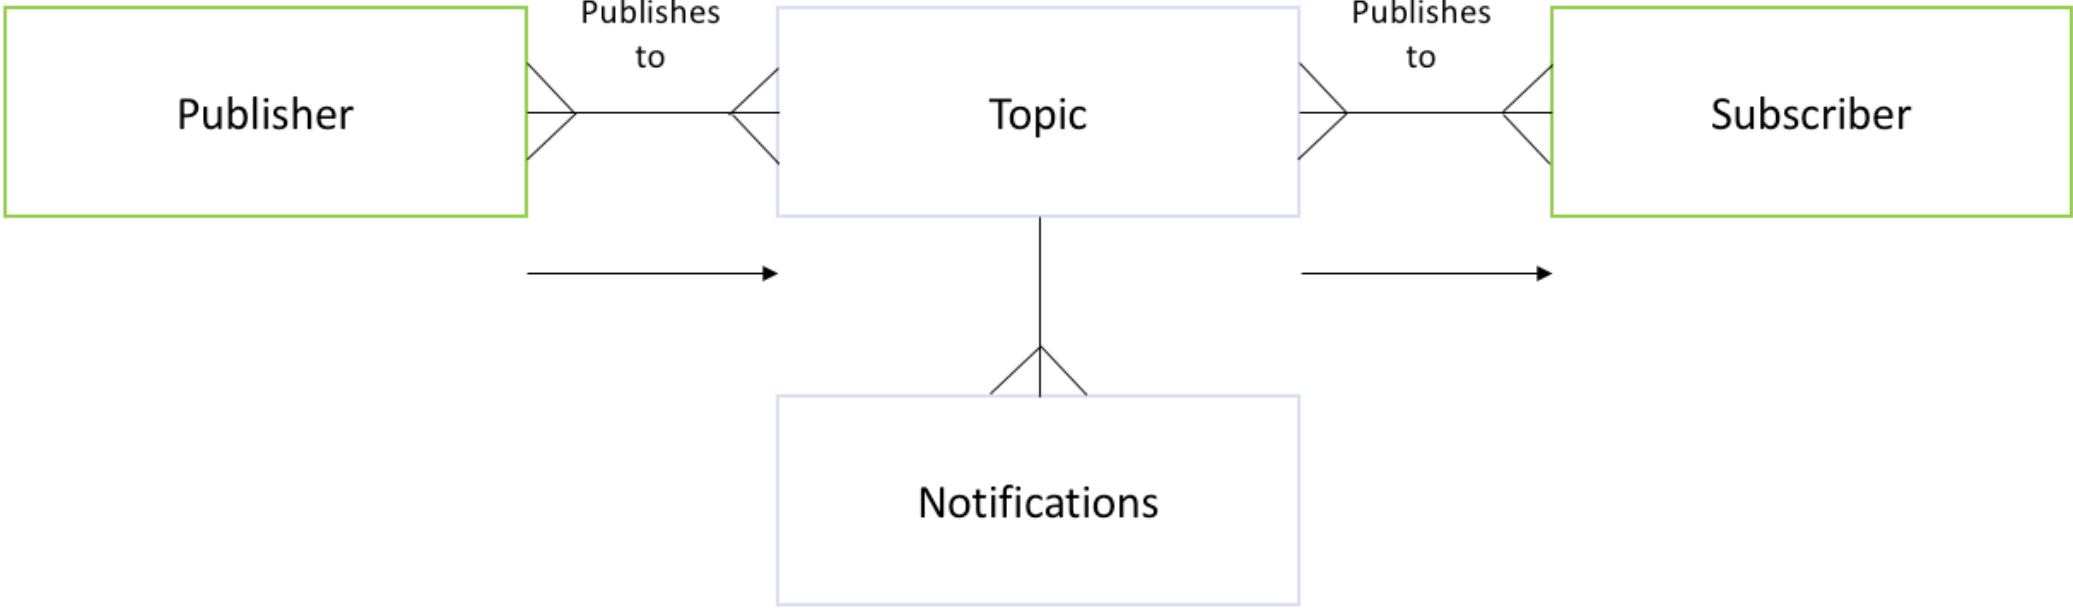 Publishes
to
Publishes
to
Publisher
Topic
Subscriber
Notifications